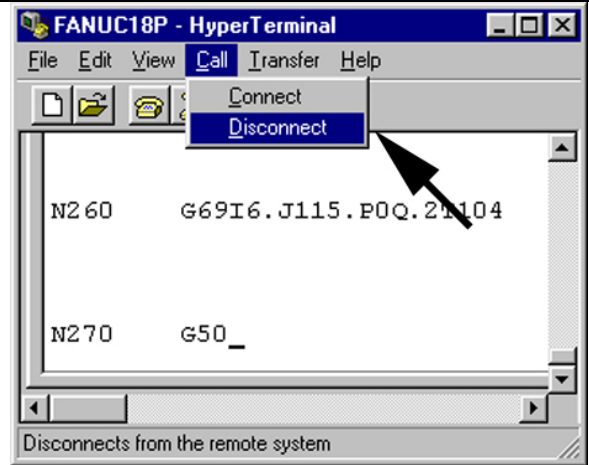 FANUC18P - HyperTerminal
File Edit View Call Transfer Help
Connect
Disconnect
N260 G69I6.J115.P0Q.2T104
N270 G50_
Disconnects from the remote system